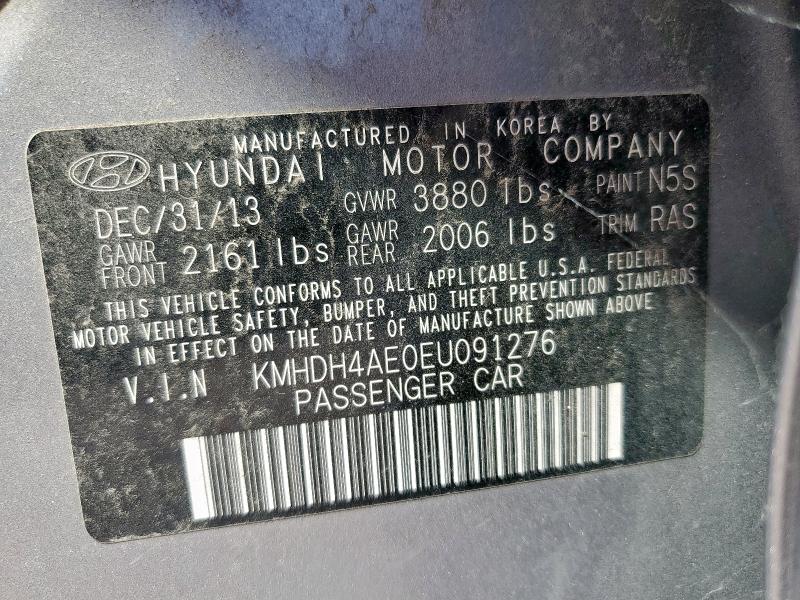 MANUFACTURED IN KOREA BY
HYUNDAI MOTOR COMPANY
DEC/31/13 GVWR 3880 lbs PAINT N5S
GAWR FRONT 2161 lbs GAWR REAR 2006 lbs TRIM RAS
THIS VEHICLE CONFORMS TO ALL APPLICABLE U.S.A. FEDERAL
MOTOR VEHICLE SAFETY, BUMPER, AND THEFT PREVENTION STANDARDS
IN EFFECT ON THE DATE OF MANUFACTURE SHOWN ABOVE
V.I.N KMHDH4AE0EU091276
PASSENGER CAR